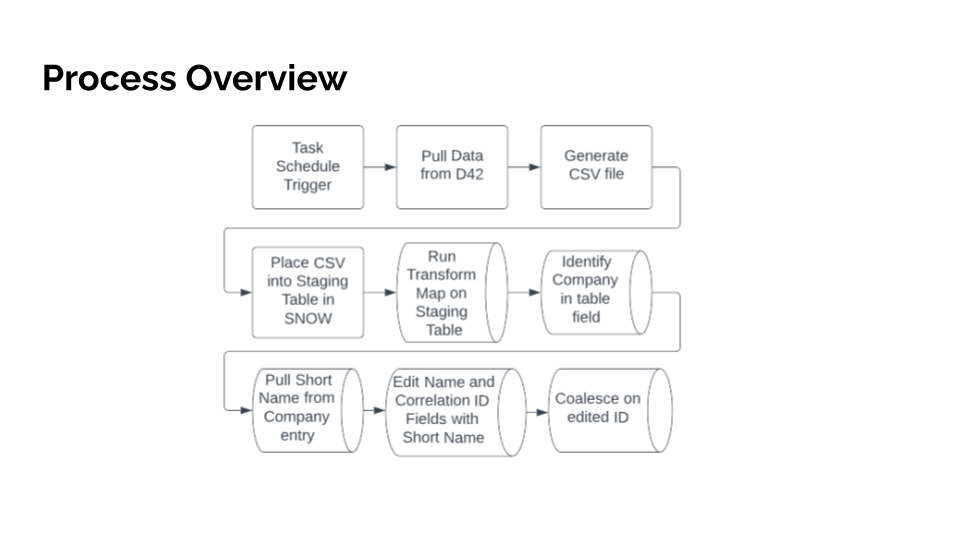 Process Overview
Task
Schedule
Trigger
Pull Data
from D42
Generate
CSV file
Place CSV
into Staging
Table in
SNOW
Run
Transform
Map on
Staging
Table
Identify
Company
in table
field
Pull Short
Name from
Company
entry
Edit Name and
Correlation ID
Fields with
Short Name
Coalesce on
edited ID